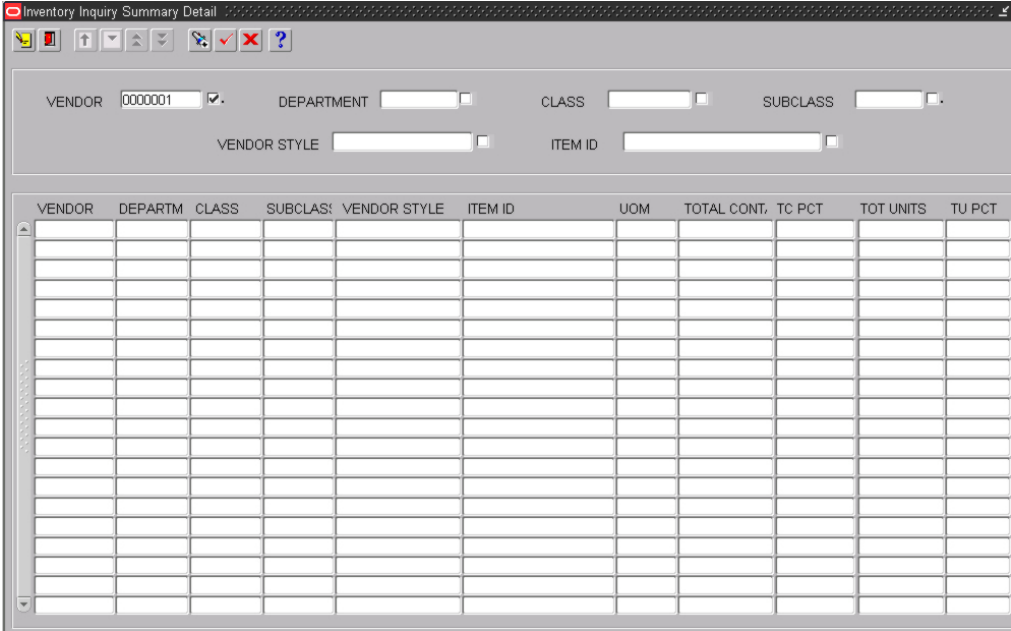 Inventory Inquiry Summary Detail
?
VENDOR 0000001 DEPARTMENT CLASS SUBCLASS
VENDOR STYLE ITEM ID
VENDOR DEPARTM CLASS SUBCLAS VENDOR STYLE ITEM ID UOM TOTAL CONT TC PCT TOT UNITS TU PCT